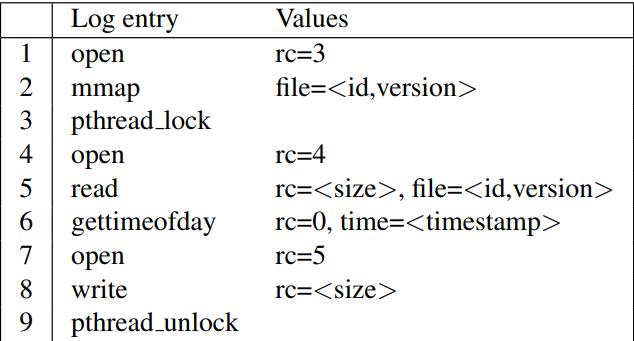 Log entry Values
1 open rc=3
2 mmap file=<id,version>
3 pthread_lock
4 open rc=4
5 read rc=<size>, file=<id,version>
6 gettimeofday rc=0, time=<timestamp>
7 open rc=5
8 write rc=<size>
9 pthread_unlock